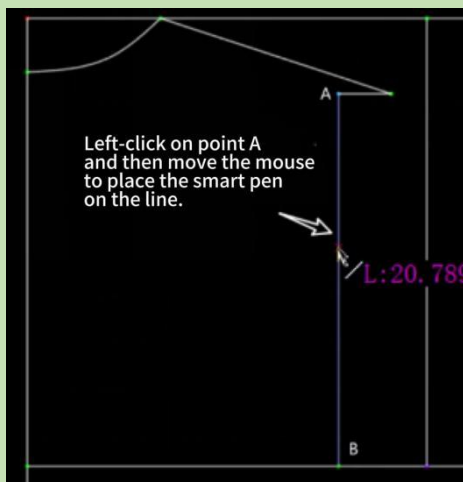 A
Left-click on point A
and then move the mouse
to place the smart pen
on the line.
L:20.789
B